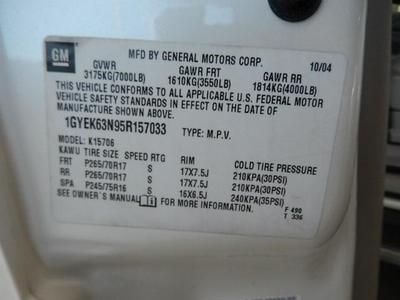 GM
MFD BY GENERAL MOTORS CORP. 10/04
GVWR GAWR FRT GAWR RR
3175KG(7000LB) 1610KG(3550LB) 1814KG(4000LB)
THIS VEHICLE CONFORMS TO ALL APPLICABLE U.S. FEDERAL MOTOR
VEHICLE SAFETY STANDARDS IN EFFECT ON THE DATE OF
MANUFACTURE SHOWN ABOVE.
1GYEK63N95R157033 TYPE: M.P.V.
MODEL: K15706
KAWU TIRE SIZE SPEED RTG RIM COLD TIRE PRESSURE
FRT P265/70R17 S 17X7.5J 210KPA(30PSI)
RR P265/70R17 S 17X7.5J 210KPA(30PSI)
SPA P245/75R16 S 16X6.5J 240KPA(35PSI)
SEE OWNER'S MANUAL FOR MORE INFORMATION.
F 490
T 336